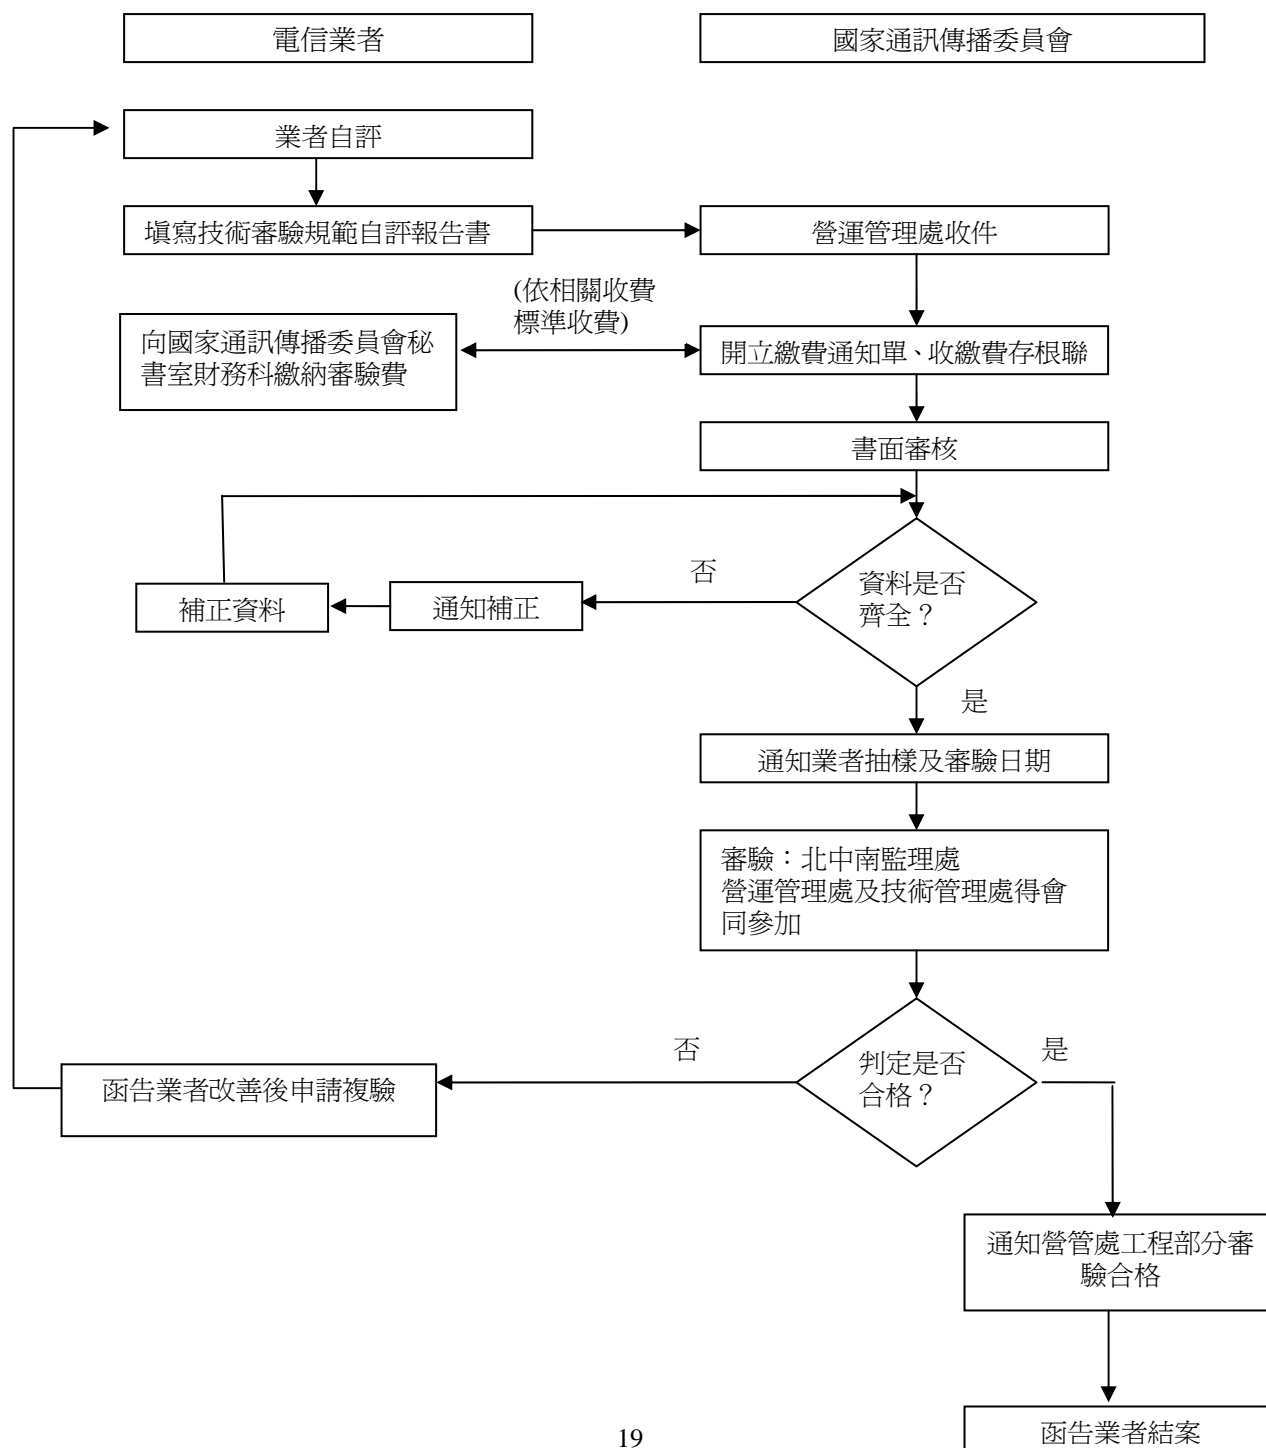 電信業者
國家通訊傳播委員會
業者自評
填寫技術審驗規範自評報告書
營運管理處收件
(依相關收費
標準收費)
向國家通訊傳播委員會秘
書室財務科繳納審驗費
開立繳費通知單、收繳費存根聯
書面審核
否
資料是否
齊全？
補正資料
通知補正
是
通知業者抽樣及審驗日期
審驗：北中南監理處
營運管理處及技術管理處得會
同參加
否
判定是否
合格？
是
函告業者改善後申請複驗
通知營管處工程部分審
驗合格
函告業者結案
19